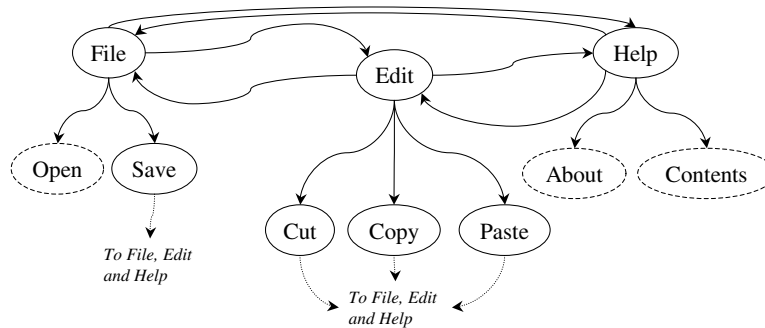 File
Edit
Help
Open
Save
About
Contents
Cut
Copy
Paste
To File, Edit
and Help
To File, Edit
and Help